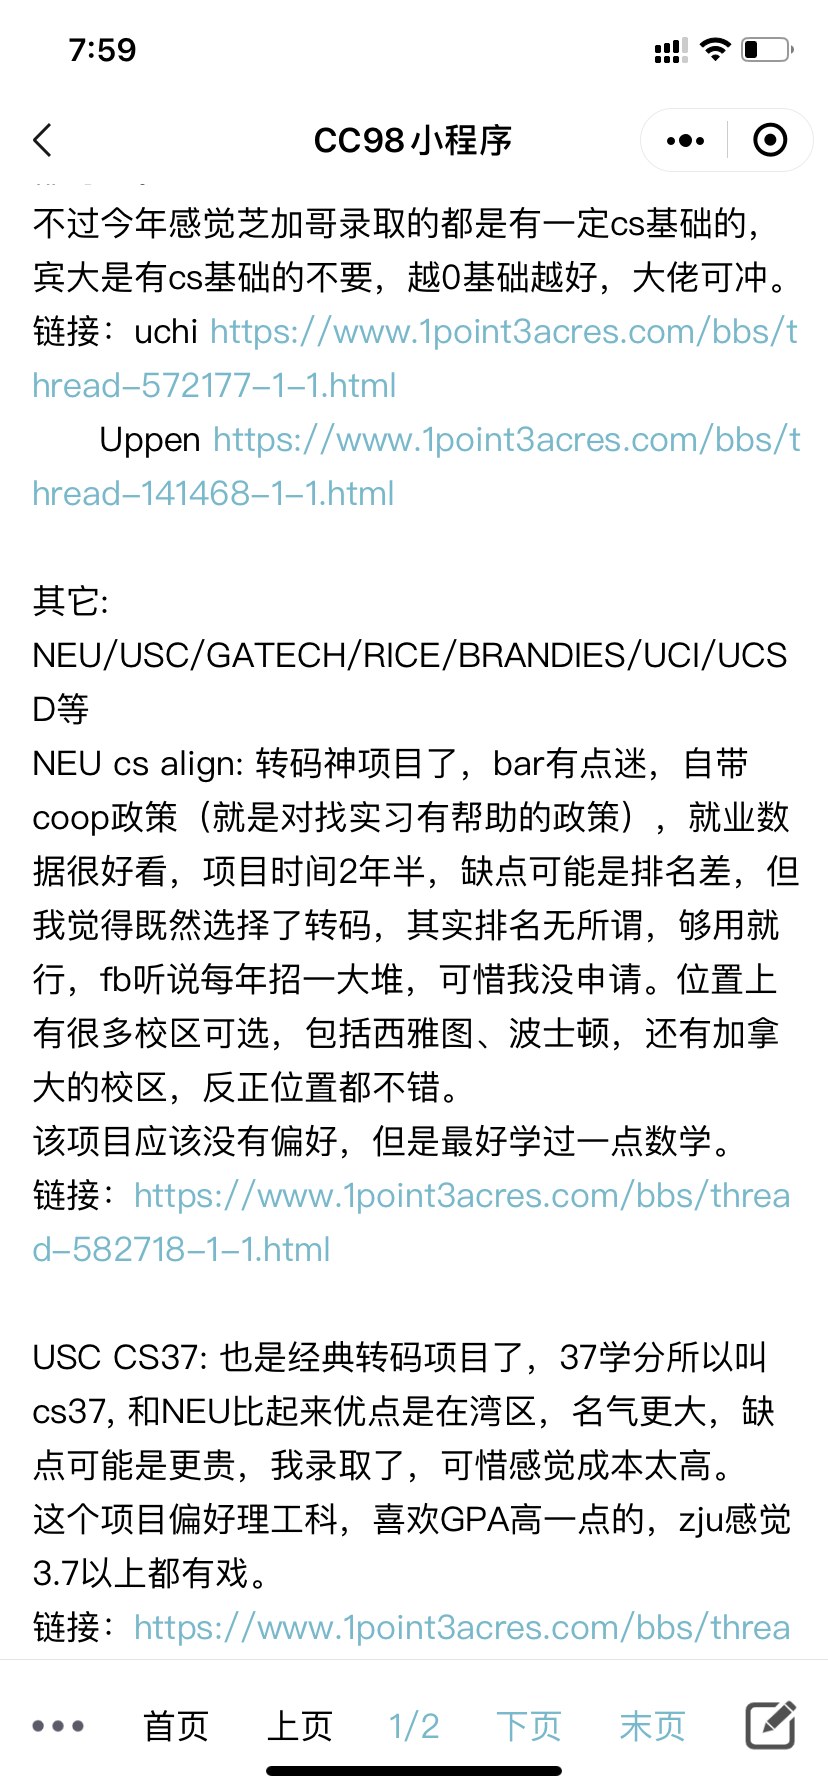 7:59
CC98小程序
不过今年感觉芝加哥录取的都是有一定cs基础的，
宾大是有cs基础的不要，越0基础越好，大佬可冲。
链接：uchi https://www.1point3acres.com/bbs/t
hread-572177-1-1.html
Uppen https://www.1point3acres.com/bbs/t
hread-141468-1-1.html
其它:
NEU/USC/GATECH/RICE/BRANDIES/UCI/UCS
D等
NEU cs align: 转码神项目了，bar有点迷，自带
coop政策（就是对找实习有帮助的政策），就业数
据很好看，项目时间2年半，缺点可能是排名差，但
我觉得既然选择了转码，其实排名无所谓，够用就
行，fb听说每年招一大堆，可惜我没申请。位置上
有很多校区可选，包括西雅图、波士顿，还有加拿
大的校区，反正位置都不错。
该项目应该没有偏好，但是最好学过一点数学。
链接：https://www.1point3acres.com/bbs/threa
d-582718-1-1.html
USC CS37: 也是经典转码项目了，37学分所以叫
cs37, 和NEU比起来优点是在湾区，名气更大，缺
点可能是更贵，我录取了，可惜感觉成本太高。
这个项目偏好理工科，喜欢GPA高一点的，zju感觉
3.7以上都有戏。
链接：https://www.1point3acres.com/bbs/threa
首页 上页 1/2 下页 末页